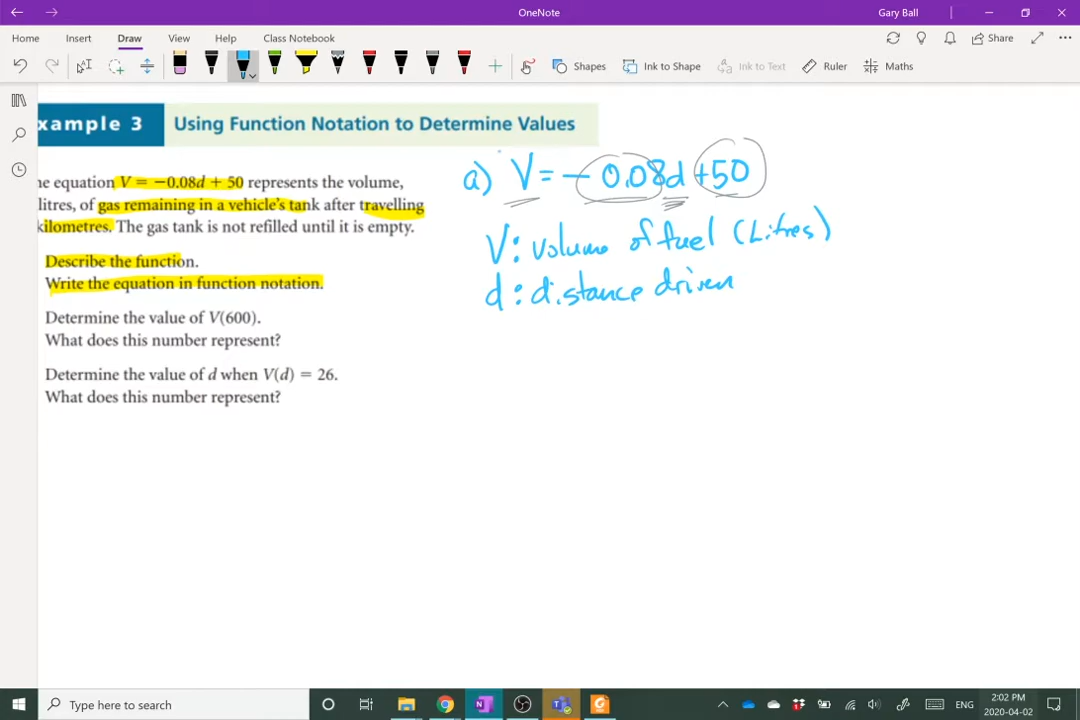 OneNote
Gary Ball
Home Insert Draw View Help Class Notebook
Share
Shapes Ink to Shape Ink to Text Ruler Maths
xample 3 Using Function Notation to Determine Values
he equation V = −0.08d + 50 represents the volume,
litres, of gas remaining in a vehicle's tank after travelling
kilometres. The gas tank is not refilled until it is empty.
Describe the function.
Write the equation in function notation.
Determine the value of V(600).
What does this number represent?
Determine the value of d when V(d) = 26.
What does this number represent?
a) V = − 0.08d +50
V: volume of fuel (Litres)
d: distance driven
Type here to search
ENG
2:02 PM
2020-04-02